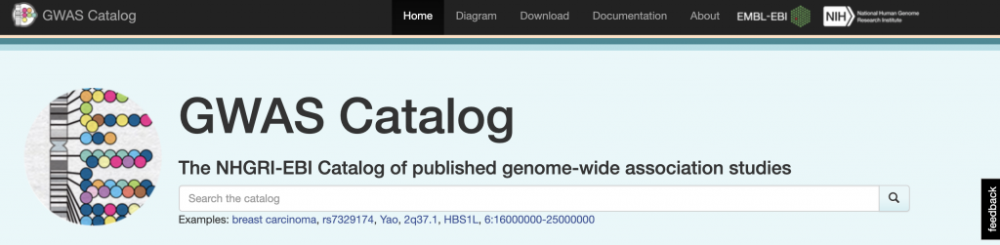 GWAS Catalog
Home Diagram Download Documentation About EMBL-EBI NIH National Human Genome Research Institute
GWAS Catalog
The NHGRI-EBI Catalog of published genome-wide association studies
Search the catalog
Examples: breast carcinoma, rs7329174, Yao, 2q37.1, HBS1L, 6:16000000-25000000
feedback